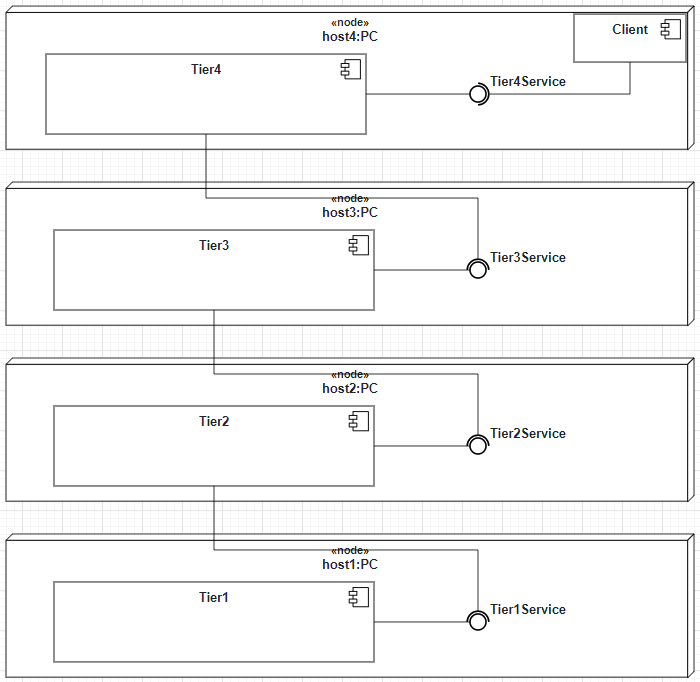 «node»
host4:PC
Client
Tier4
Tier4Service
«node»
host3:PC
Tier3
Tier3Service
«node»
host2:PC
Tier2
Tier2Service
«node»
host1:PC
Tier1
Tier1Service